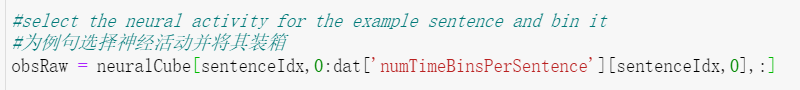 #select the neural activity for the example sentence and bin it
#为例句选择神经活动并将其装箱
obsRaw = neuralCube[sentenceIdx,0:dat['numTimeBinsPerSentence'][sentenceIdx,0],:]